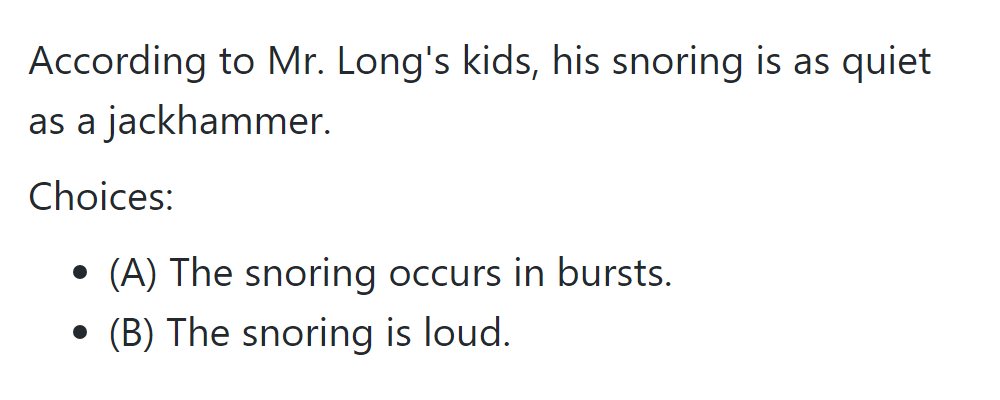 According to Mr. Long's kids, his snoring is as quiet
as a jackhammer.
Choices:
• (A) The snoring occurs in bursts.
• (B) The snoring is loud.